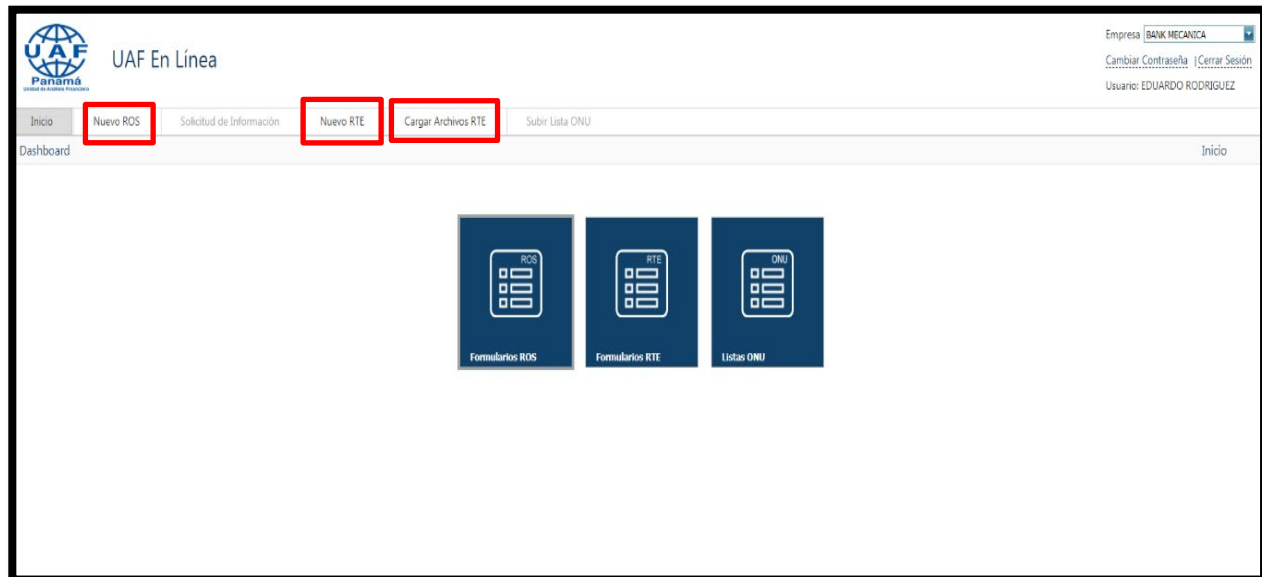 UAF
Panamá
Unidad de Análisis Financiero
UAF En Línea
Empresa BANK MECANICA
Cambiar Contraseña | Cerrar Sesión
Usuario: EDUARDO RODRIGUEZ
Inicio Nuevo ROS Solicitud de Información Nuevo RTE Cargar Archivos RTE Subir Lista ONU
Dashboard Inicio
ROS RTE ONU
Formularios ROS Formularios RTE Listas ONU